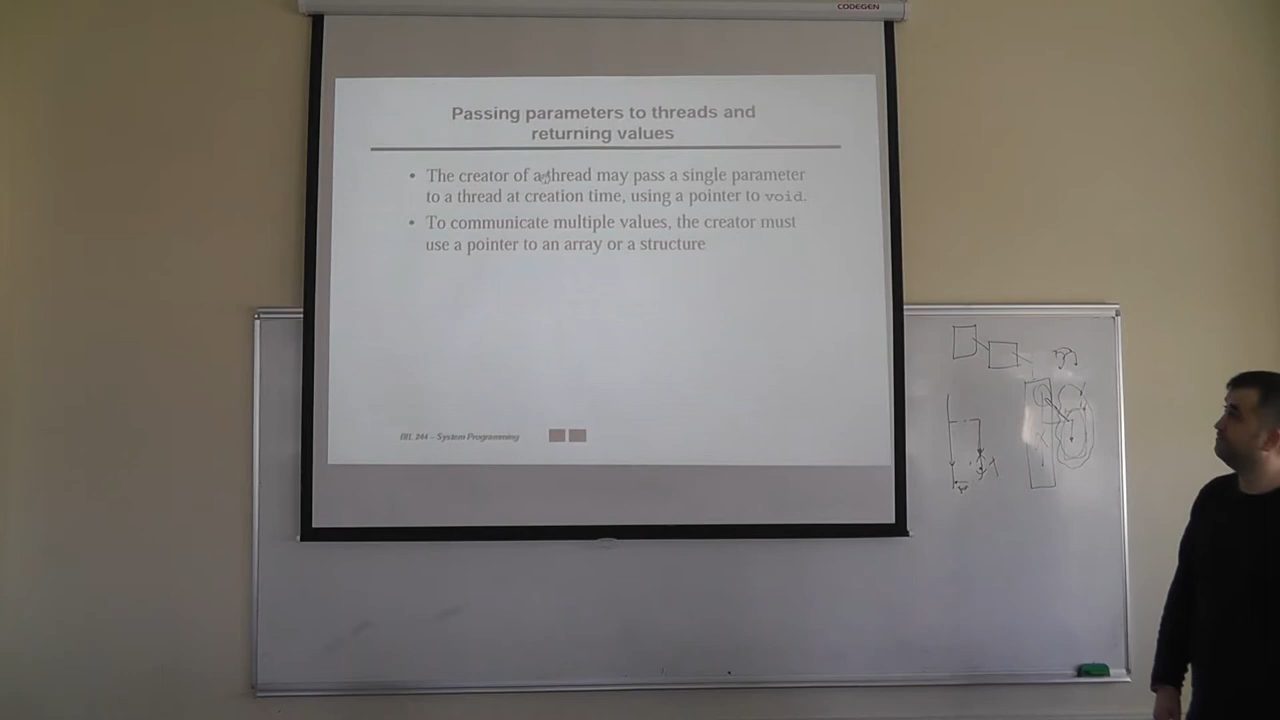 CODEGEN
Passing parameters to threads and
returning values
• The creator of a thread may pass a single parameter
to a thread at creation time, using a pointer to void.
• To communicate multiple values, the creator must
use a pointer to an array or a structure
BIL 244 – System Programming